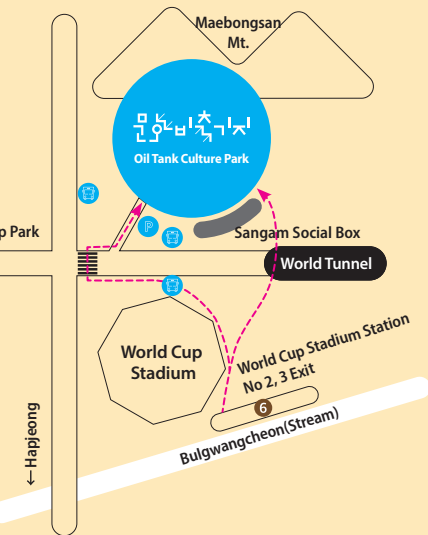 Maebongsan
Mt.
문화비축기지
Oil Tank Culture Park
P
p Park
Sangam Social Box
World Tunnel
World Cup
Stadium
World Cup Stadium Station
No 2, 3 Exit
6
Bulgwangcheon(Stream)
←Hapjeong